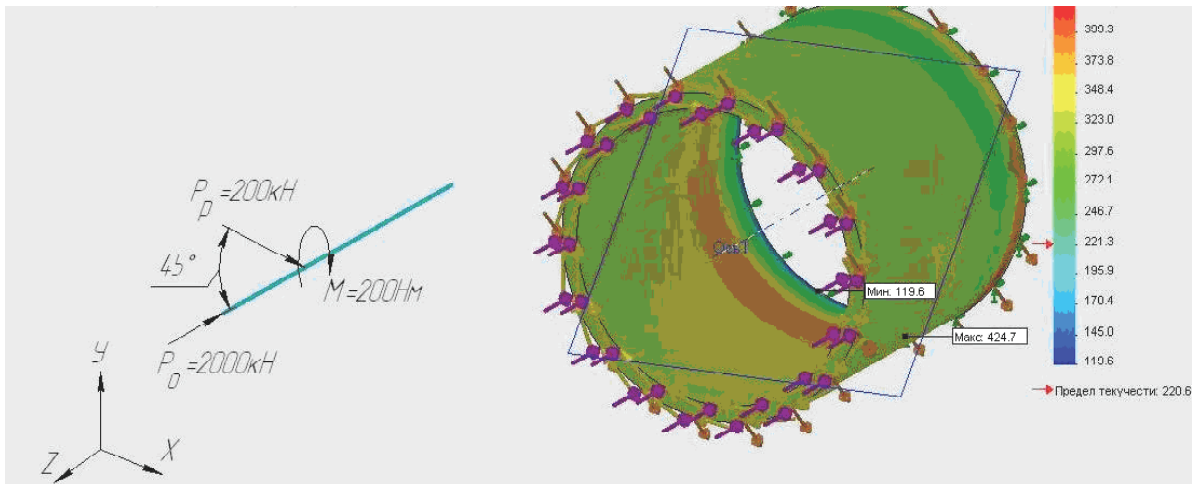 Pр=200кН
45°
M=200Нм
Pо=2000кН
y
Z
X
Ось1
Мин: 119.6
Макс: 424.7
399.3
373.8
348.4
323.0
297.6
272.1
246.7
221.3
195.9
170.4
145.0
119.6
Предел текучести: 220.6